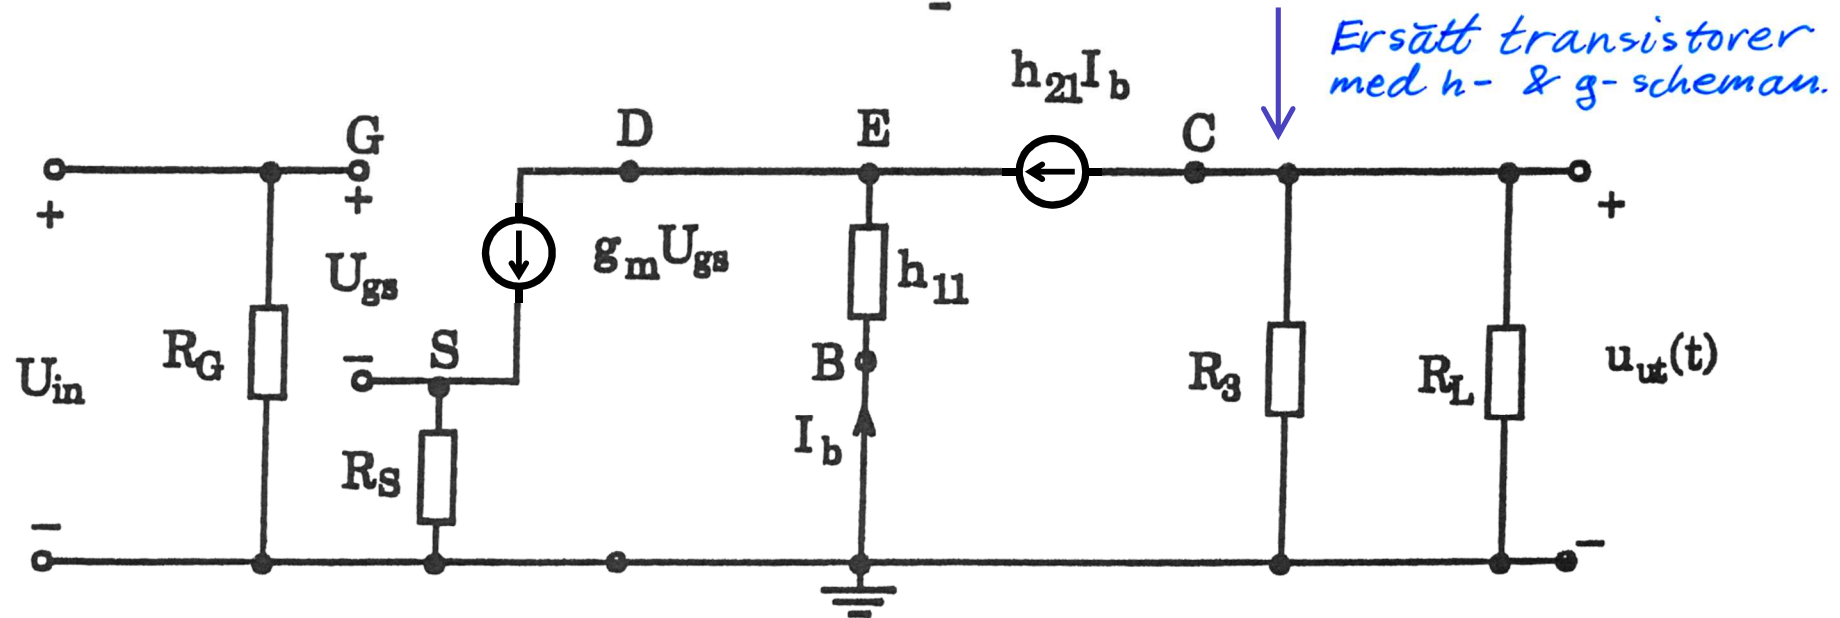 Ersätt transistorer
med h- & g-scheman.
h21Ib
G
D
E
C
+
+
+
Ugs
gmUgs
h11
RG
S
B
R3
RL
uut(t)
Uin
Ib
RS
-
-
-
-